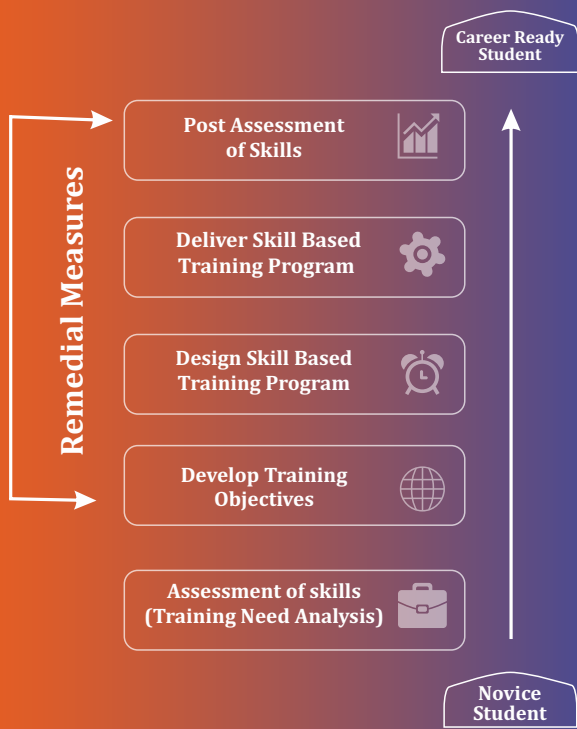 Career Ready
Student
Post Assessment
of Skills
Deliver Skill Based
Training Program
Remedial Measures
Design Skill Based
Training Program
Develop Training
Objectives
Assessment of skills
(Training Need Analysis)
Novice
Student